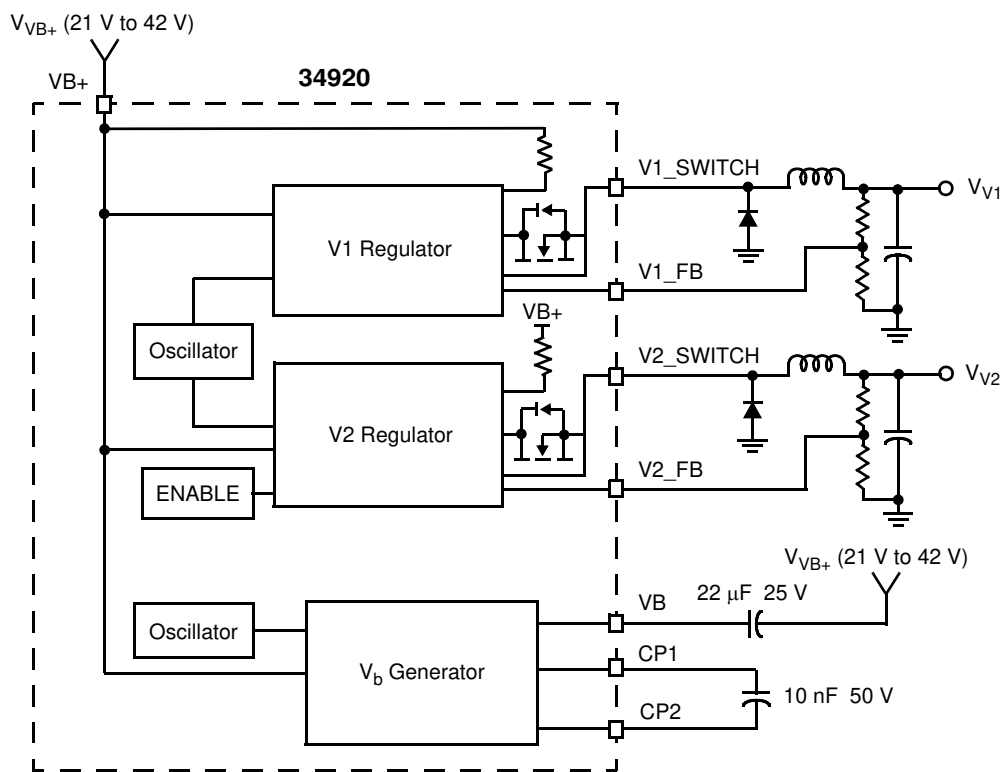 V_VB+ (21 V to 42 V)
VB+
34920
V1_SWITCH
V_V1
V1 Regulator
V1_FB
VB+
Oscillator
V2_SWITCH
V_V2
V2 Regulator
V2_FB
ENABLE
V_VB+ (21 V to 42 V)
VB
22 μF 25 V
Oscillator
CP1
V_b Generator
10 nF 50 V
CP2